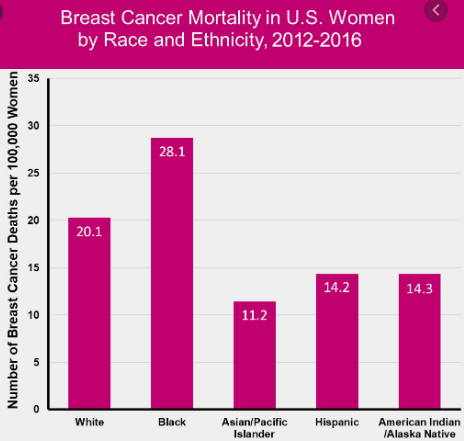 Breast Cancer Mortality in U.S. Women
by Race and Ethnicity, 2012-2016
Number of Breast Cancer Deaths per 100,000 Women
35
30
25
20
15
10
5
0
20.1
28.1
11.2
14.2
14.3
White
Black
Asian/Pacific
Islander
Hispanic
American Indian
/Alaska Native